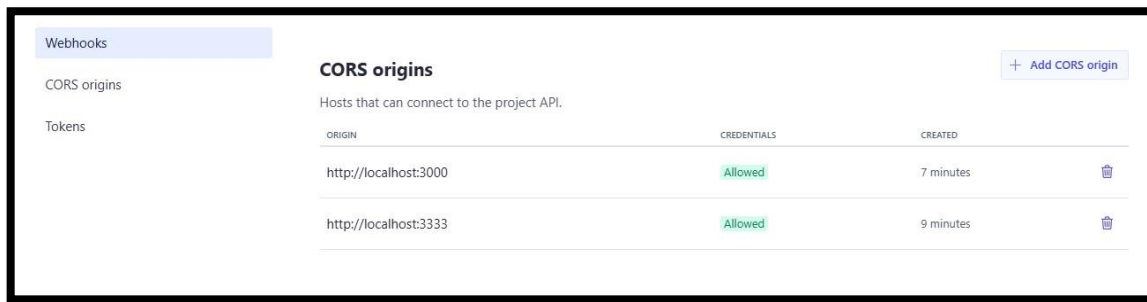 Webhooks
CORS origins
Tokens
CORS origins
+ Add CORS origin
Hosts that can connect to the project API.
ORIGIN CREDENTIALS CREATED
http://localhost:3000 Allowed 7 minutes
http://localhost:3333 Allowed 9 minutes